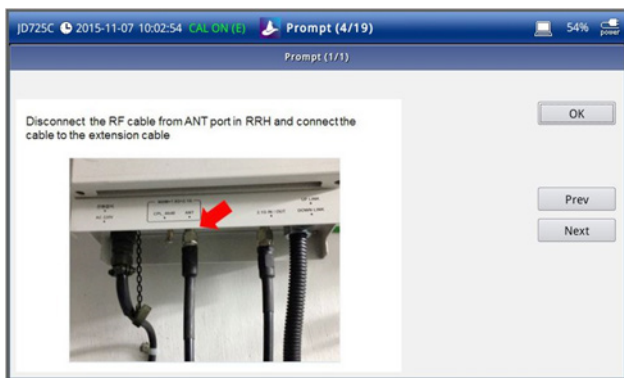 JD725C 2015-11-07 10:02:54 CAL ON (E) Prompt (4/19) 54% power
Prompt (1/1)
OK
Disconnect the RF cable from ANT port in RRH and connect the
cable to the extension cable
ANT
Prev
Next